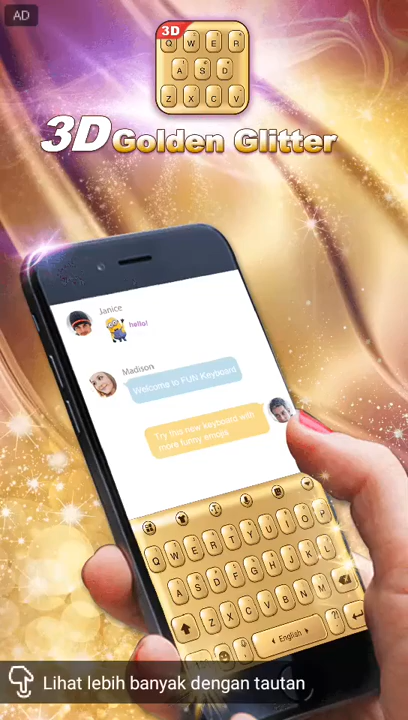 AD
3D
Q W E R
A S D
Z X C V
3D Golden Glitter
Janice
hello!
Madison
Welcome to FUN Keyboard
Try this new keyboard with
more funny emojis
Q W E R T Y U I O P
A S D F G H J K L
Z X C V B N M
English
Lihat lebih banyak dengan tautan